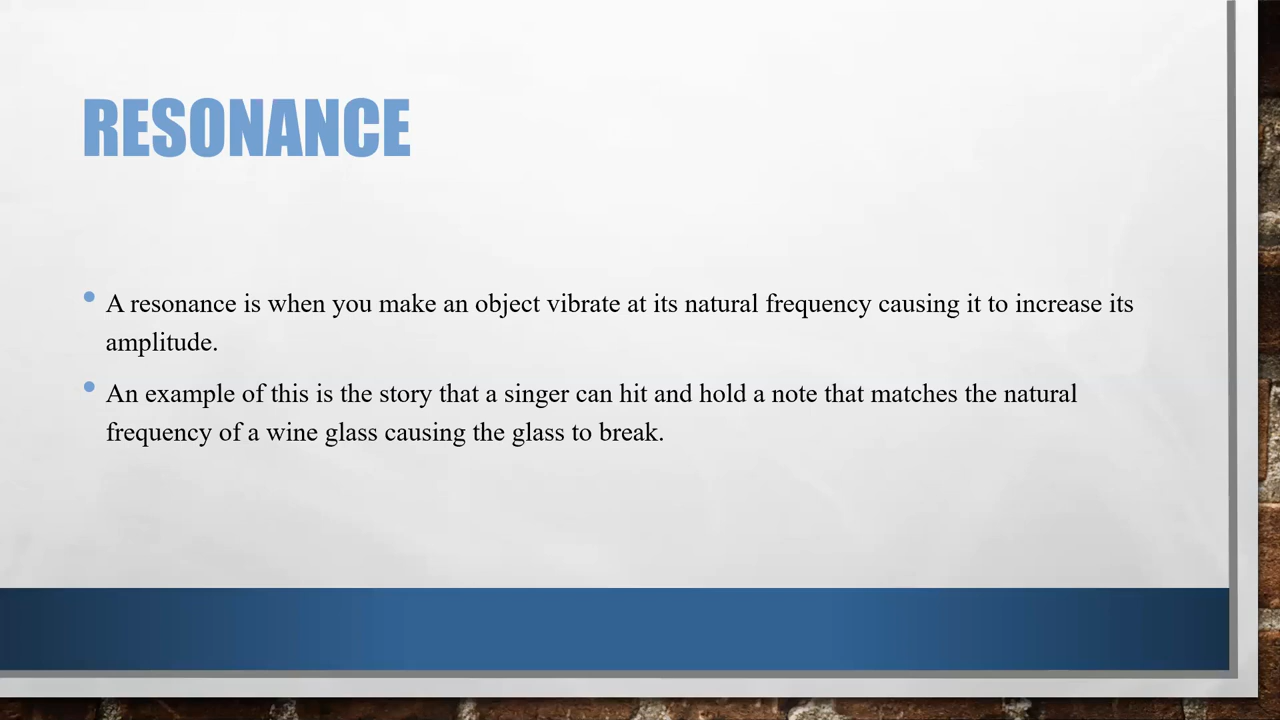 RESONANCE
A resonance is when you make an object vibrate at its natural frequency causing it to increase its
amplitude.
An example of this is the story that a singer can hit and hold a note that matches the natural
frequency of a wine glass causing the glass to break.